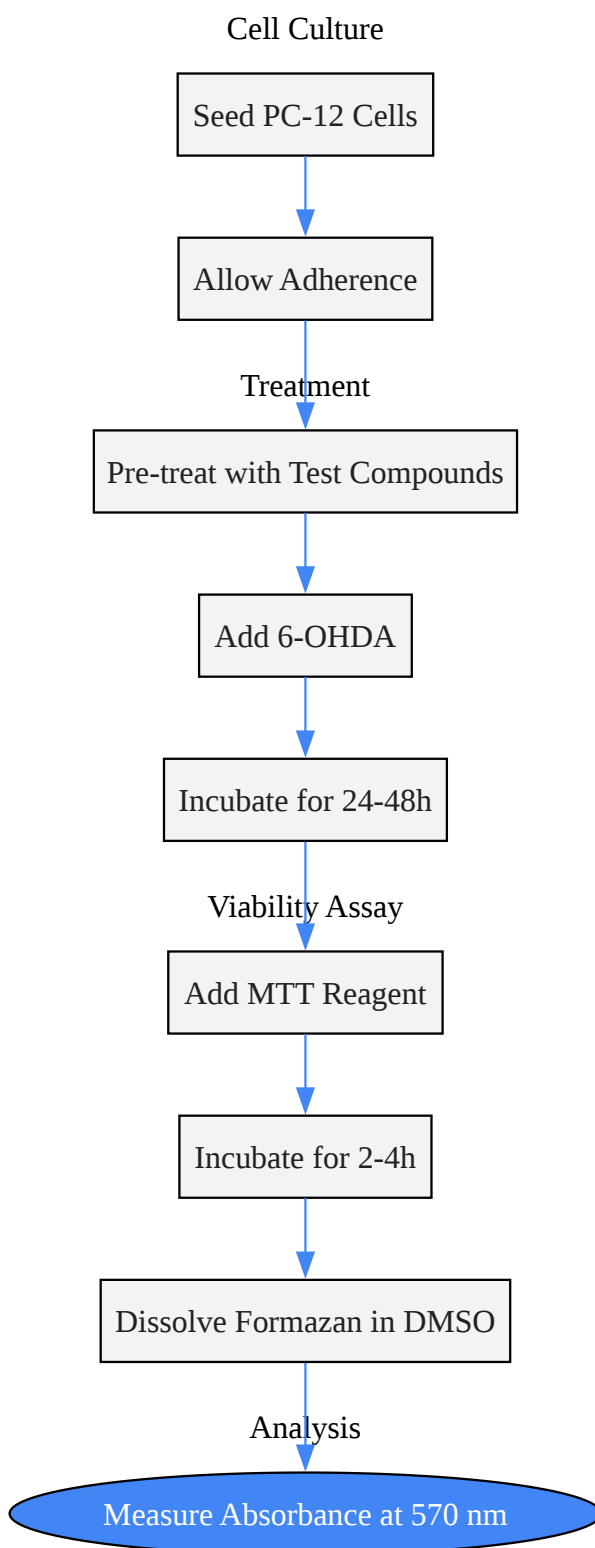 Cell Culture
Seed PC-12 Cells
Allow Adherence
Treatment
Pre-treat with Test Compounds
Add 6-OHDA
Incubate for 24-48h
Viability Assay
Add MTT Reagent
Incubate for 2-4h
Dissolve Formazan in DMSO
Analysis
Measure Absorbance at 570 nm